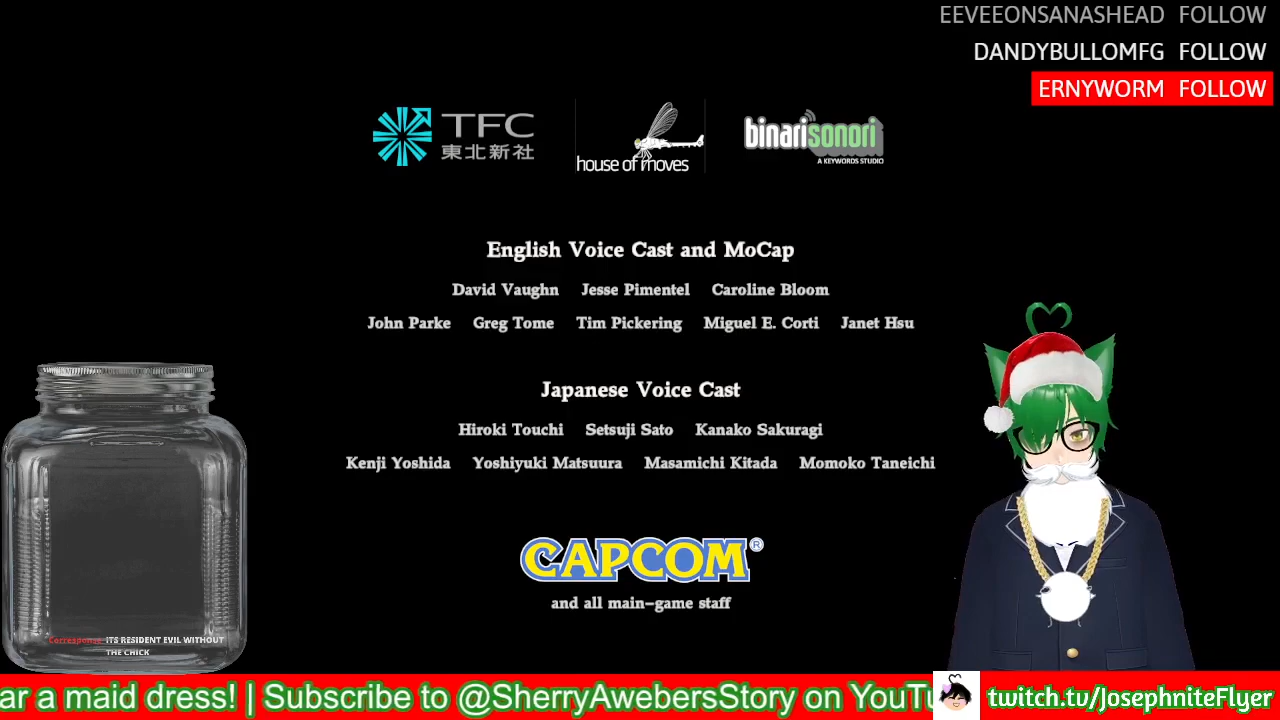 EEVEEONSANASHEAD FOLLOW
DANDYBULLOMFG FOLLOW
ERNYWORM FOLLOW
TFC
東北新社
house of moves
binarisonori
A KEYWORDS STUDIO
English Voice Cast and MoCap
David Vaughn Jesse Pimentel Caroline Bloom
John Parke Greg Tome Tim Pickering Miguel E. Corti Janet Hsu
Japanese Voice Cast
Hiroki Touchi Setsuji Sato Kanako Sakuragi
Kenji Yoshida Yoshiyuki Matsuura Masamichi Kitada Momoko Taneichi
CAPCOM®
and all main-game staff
ITS RESIDENT EVIL WITHOUT
THE CHICK
ar a maid dress! | Subscribe to @SherryAwebersStory on YouTu
twitch.tv/JosephniteFlyer